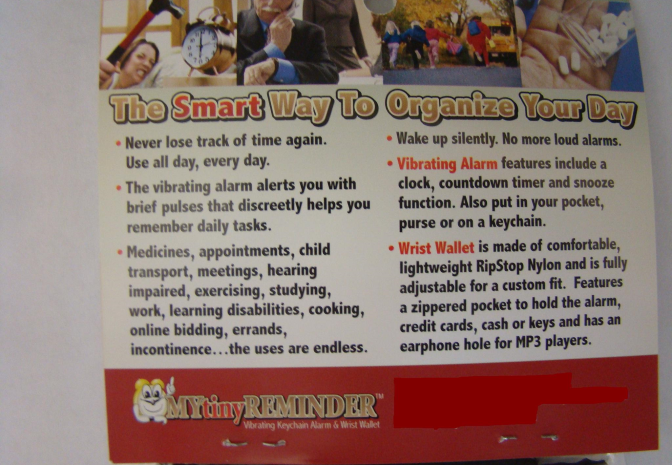 The Smart Way To Organize Your Day
• Never lose track of time again.
Use all day, every day.
• The vibrating alarm alerts you with
brief pulses that discreetly helps you
remember daily tasks.
• Medicines, appointments, child
transport, meetings, hearing
impaired, exercising, studying,
work, learning disabilities, cooking,
online bidding, errands,
incontinence...the uses are endless.
• Wake up silently. No more loud alarms.
• Vibrating Alarm features include a
clock, countdown timer and snooze
function. Also put in your pocket,
purse or on a keychain.
• Wrist Wallet is made of comfortable,
lightweight RipStop Nylon and is fully
adjustable for a custom fit. Features
a zippered pocket to hold the alarm,
credit cards, cash or keys and has an
earphone hole for MP3 players.
MYtinyREMINDER™
Vibrating Keychain Alarm & Wrist Wallet